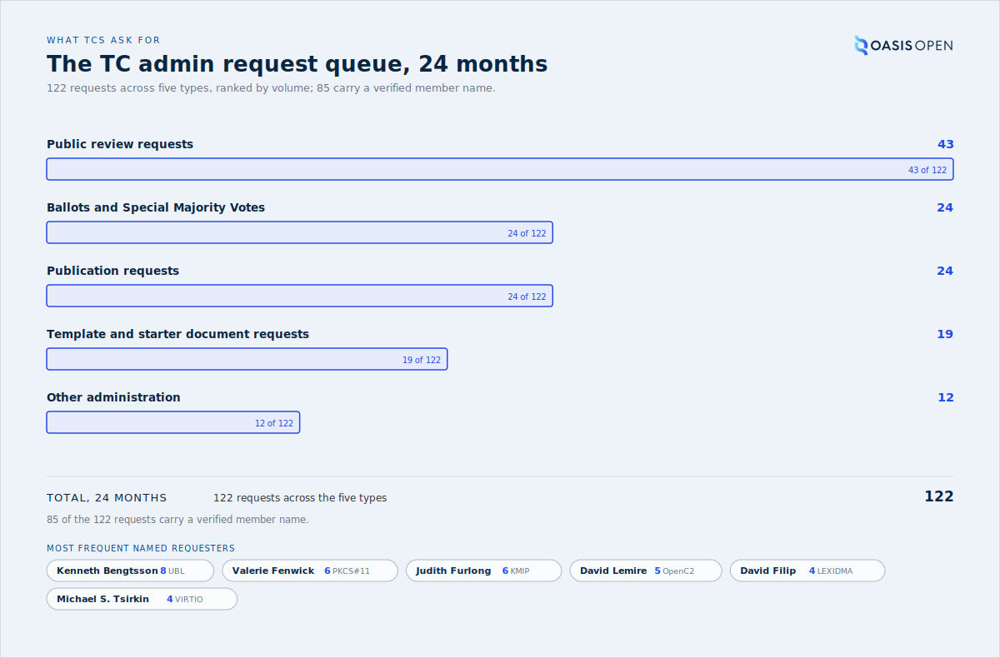 WHAT TCS ASK FOR
OASIS OPEN
The TC admin request queue, 24 months
122 requests across five types, ranked by volume; 85 carry a verified member name.
Public review requests 43
43 of 122
Ballots and Special Majority Votes 24
24 of 122
Publication requests 24
24 of 122
Template and starter document requests 19
19 of 122
Other administration 12
12 of 122
TOTAL, 24 MONTHS 122 requests across the five types 122
85 of the 122 requests carry a verified member name.
MOST FREQUENT NAMED REQUESTERS
Kenneth Bengtsson 8 UBL Valerie Fenwick 6 PKCS#11 Judith Furlong 6 KMIP David Lemire 5 OpenC2 David Filip 4 LEXIDMA
Michael S. Tsirkin 4 VIRTIO